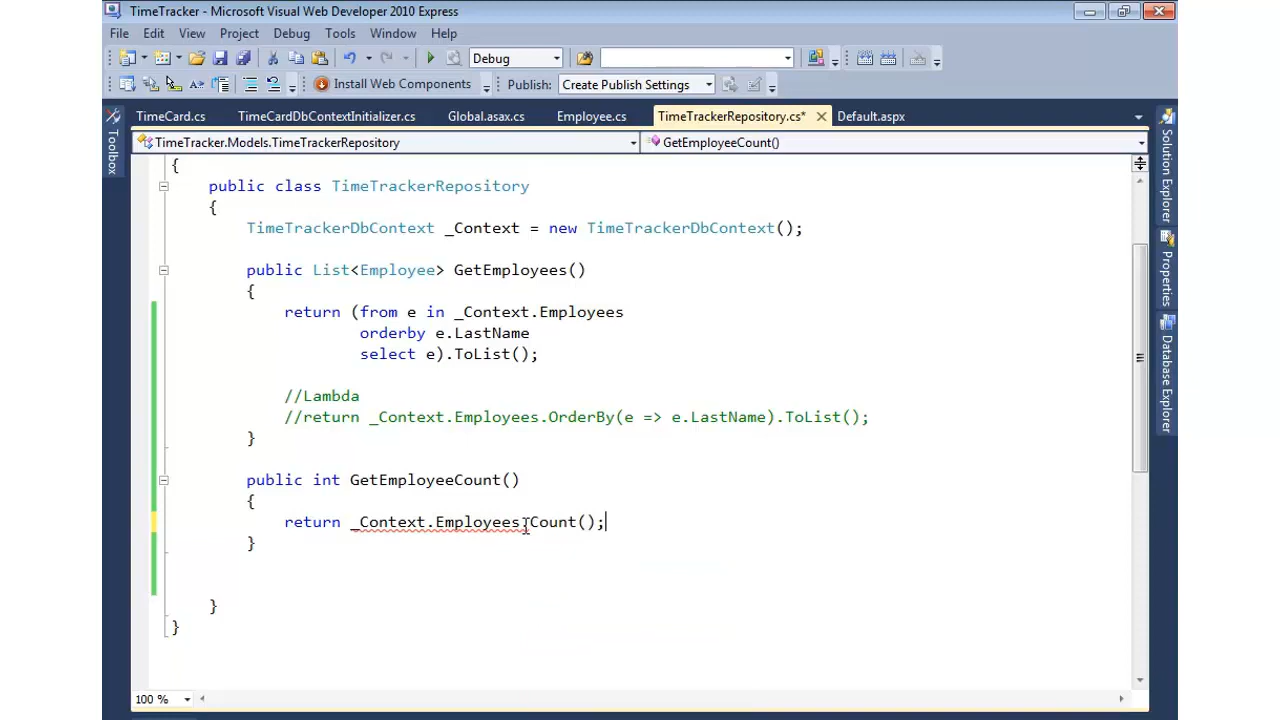 TimeTracker - Microsoft Visual Web Developer 2010 Express
File Edit View Project Debug Tools Window Help
Debug
Install Web Components Publish: Create Publish Settings
TimeCard.cs TimeCardDbContextInitializer.cs Global.asax.cs Employee.cs TimeTrackerRepository.cs* Default.aspx
TimeTracker.Models.TimeTrackerRepository GetEmployeeCount()
Toolbox
{
public class TimeTrackerRepository
{
TimeTrackerDbContext _Context = new TimeTrackerDbContext();
public List<Employee> GetEmployees()
{
return (from e in _Context.Employees
orderby e.LastName
select e).ToList();
//Lambda
//return _Context.Employees.OrderBy(e => e.LastName).ToList();
}
public int GetEmployeeCount()
{
return _Context.Employees.Count();
}
}
}
100 %
Solution Explorer
Properties
Database Explorer